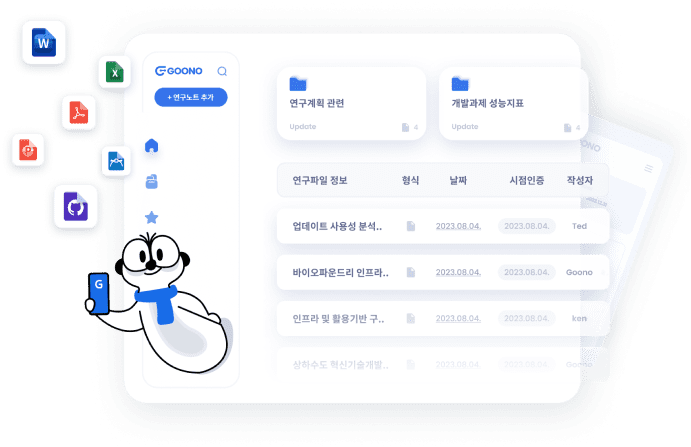 W
X
GOONO
+ 연구노트 추가
연구계획 관련
Update
4
개발과제 성능지표
Update
4
연구파일 정보 형식 날짜 시점인증 작성자
업데이트 사용성 분석.. 2023.08.04. 2023.08.04. Ted
바이오파운드리 인프라.. 2023.08.04. 2023.08.04. Goono
인프라 및 활용기반 구.. 2023.08.04. 2023.08.04. ken
상하수도 혁신기술개발.. 2023.08.04. 2023.08.04. Goono
G